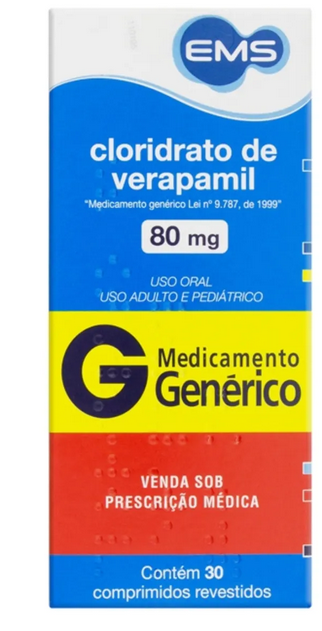 EMS
cloridrato de
verapamil
"Medicamento genérico Lei nº 9.787, de 1999"
80 mg
USO ORAL
USO ADULTO E PEDIÁTRICO
G Medicamento
Genérico
VENDA SOB
PRESCRIÇÃO MÉDICA
Contém 30
comprimidos revestidos